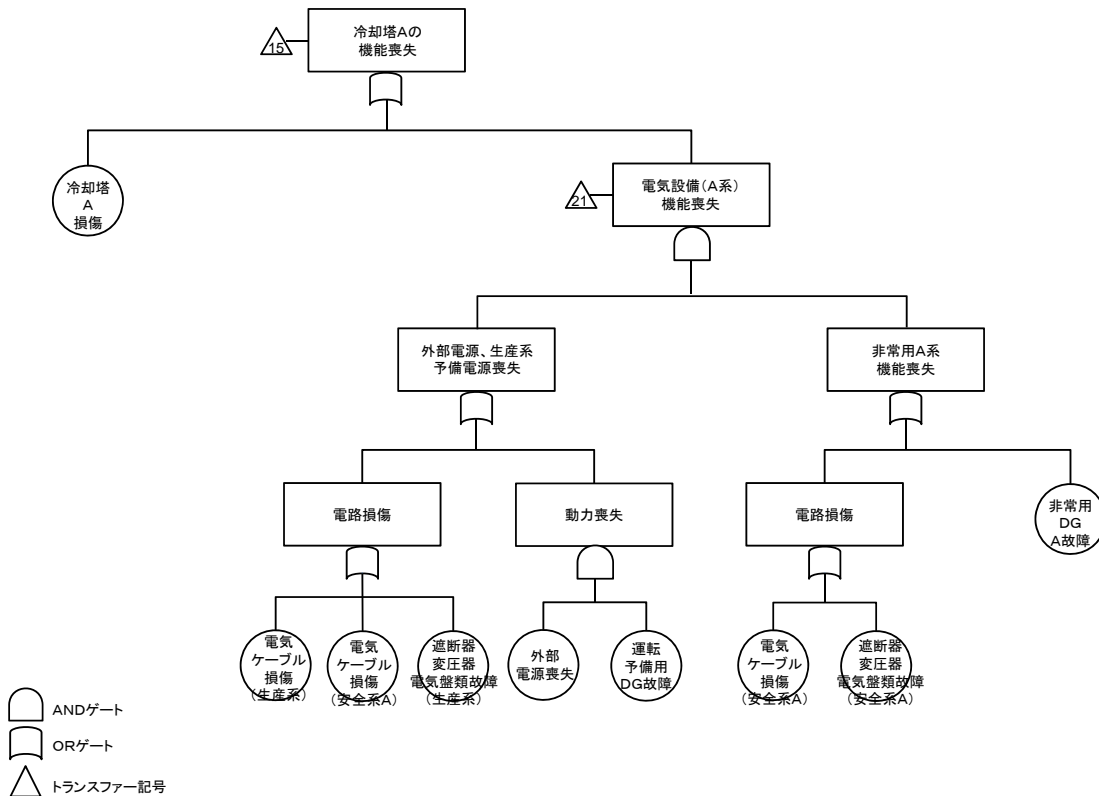 冷却塔Aの
機能喪失
15
冷却塔
A
損傷
電気設備(A系)
機能喪失
21
外部電源、生産系
予備電源喪失
非常用A系
機能喪失
電路損傷
動力喪失
電路損傷
非常用
DG
A故障
電気
ケーブル
損傷
(生産系)
電気
ケーブル
損傷
(安全系A)
遮断器
変圧器
電気盤類故障
(生産系)
外部
電源喪失
運転
予備用
DG故障
電気
ケーブル
損傷
(安全系A)
遮断器
変圧器
電気盤類故障
(安全系A)
ANDゲート
ORゲート
トランスファー記号